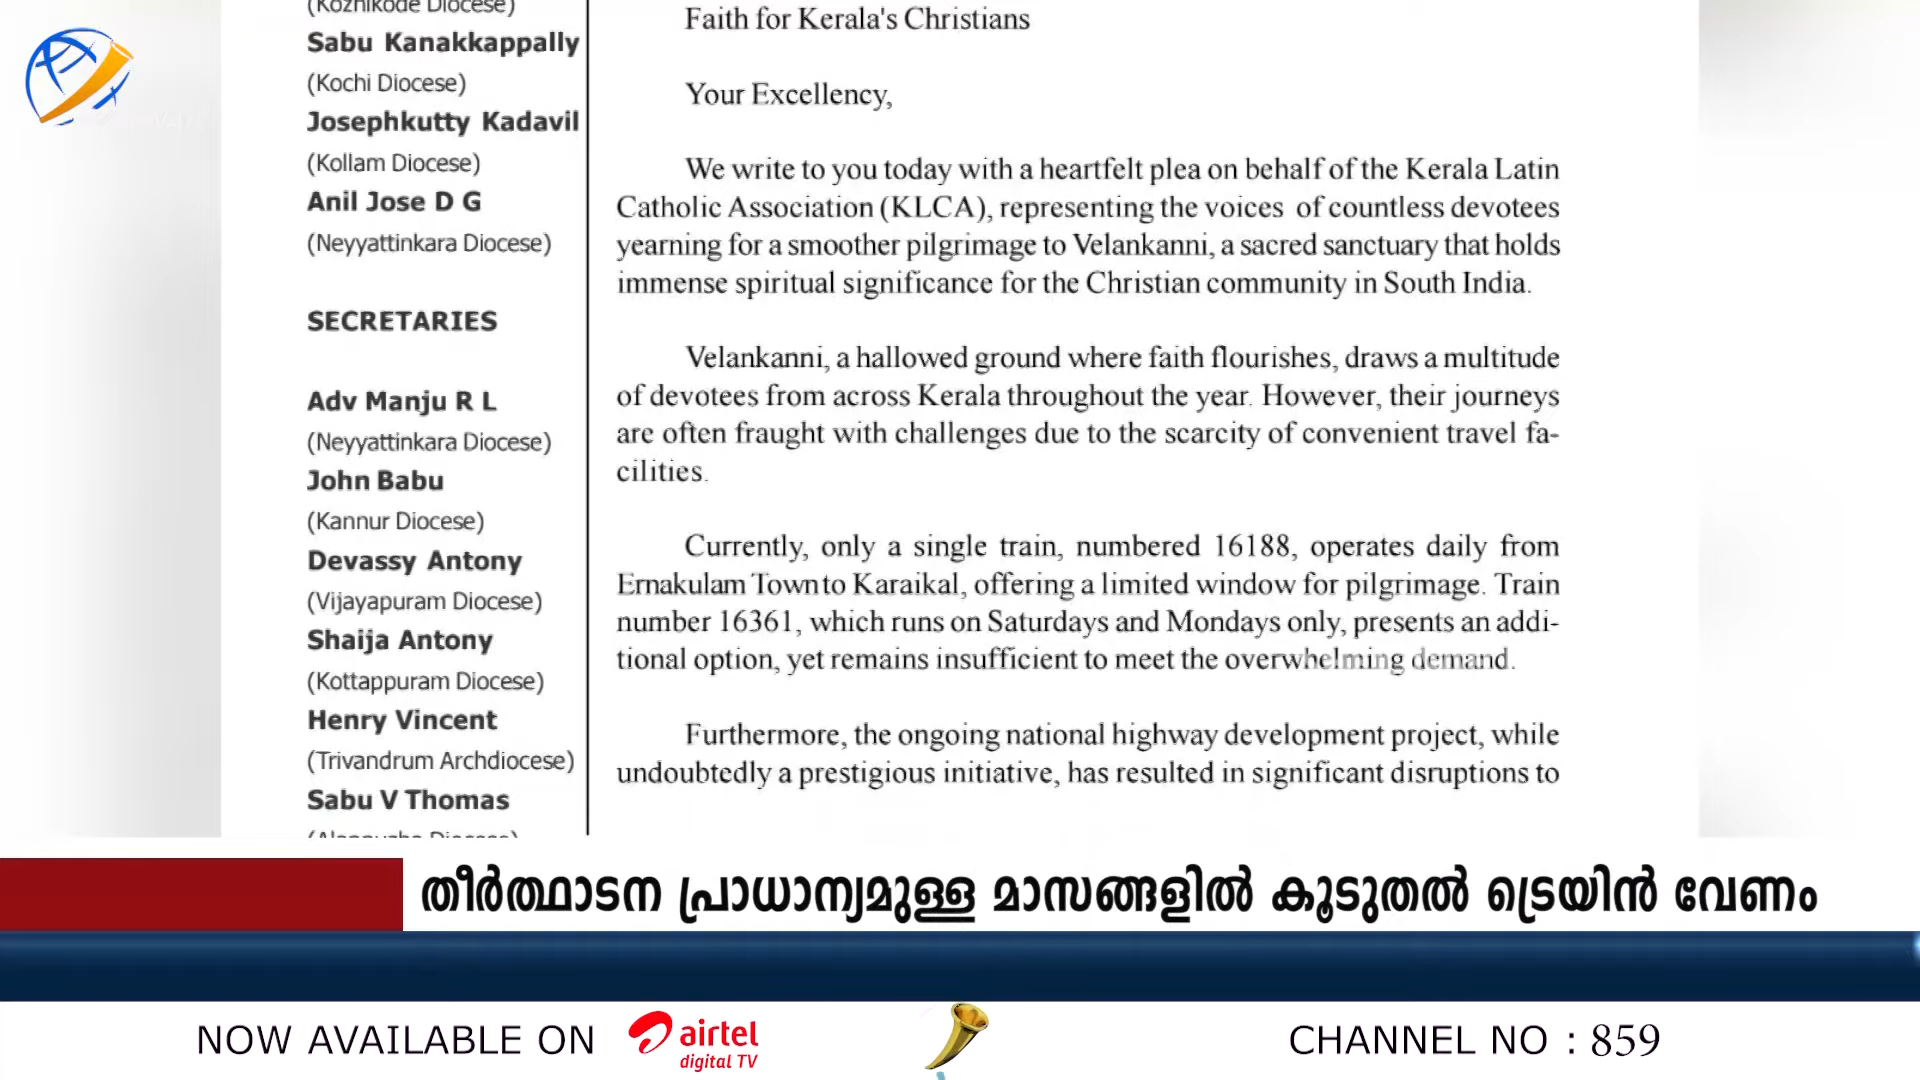 (Kozhikode Diocese)
Sabu Kanakkappally
(Kochi Diocese)
Josephkutty Kadavil
(Kollam Diocese)
Anil Jose D G
(Neyyattinkara Diocese)
SECRETARIES
Adv Manju R L
(Neyyattinkara Diocese)
John Babu
(Kannur Diocese)
Devassy Antony
(Vijayapuram Diocese)
Shaija Antony
(Kottappuram Diocese)
Henry Vincent
(Trivandrum Archdiocese)
Sabu V Thomas
(Alappuzha Diocese)
Faith for Kerala's Christians
Your Excellency,
We write to you today with a heartfelt plea on behalf of the Kerala Latin
Catholic Association (KLCA), representing the voices of countless devotees
yearning for a smoother pilgrimage to Velankanni, a sacred sanctuary that holds
immense spiritual significance for the Christian community in South India.
Velankanni, a hallowed ground where faith flourishes, draws a multitude
of devotees from across Kerala throughout the year. However, their journeys
are often fraught with challenges due to the scarcity of convenient travel fa-
cilities.
Currently, only a single train, numbered 16188, operates daily from
Ernakulam Town to Karaikal, offering a limited window for pilgrimage. Train
number 16361, which runs on Saturdays and Mondays only, presents an addi-
tional option, yet remains insufficient to meet the overwhelming demand.
Furthermore, the ongoing national highway development project, while
undoubtedly a prestigious initiative, has resulted in significant disruptions to
തീർത്ഥാടന പ്രാധാന്യമുള്ള മാസങ്ങളിൽ കൂടുതൽ ട്രെയിൻ വേണം
NOW AVAILABLE ON airtel digital TV CHANNEL NO : 859